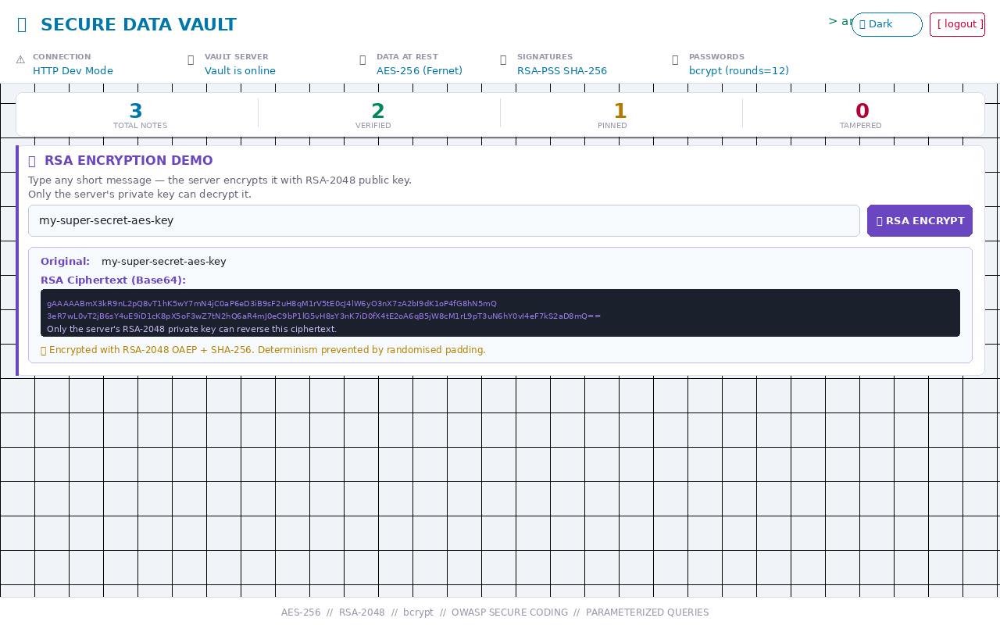 SECURE DATA VAULT
> ar
Dark
[ logout ]
CONNECTION
HTTP Dev Mode
VAULT SERVER
Vault is online
DATA AT REST
AES-256 (Fernet)
SIGNATURES
RSA-PSS SHA-256
PASSWORDS
bcrypt (rounds=12)
3
TOTAL NOTES
2
VERIFIED
1
PINNED
0
TAMPERED
RSA ENCRYPTION DEMO
Type any short message — the server encrypts it with RSA-2048 public key.
Only the server's private key can decrypt it.
my-super-secret-aes-key
RSA ENCRYPT
Original: my-super-secret-aes-key
RSA Ciphertext (Base64):
gAAAAABmX3kR9nL2pQ8vT1hK5wY7mN4jC0aP6eD3iB9sF2uH8qM1rV5tE0cJ4lW6yO3nX7zA2bI9dK1oP4fG8hN5mQ
3eR7wL0vT2jB6sY4uE9iD1cK8pX5oF3wZ7tN2hQ6aR4mJ0eC9bP1lG5vH8sY3nK7iD0fX4tE2oA6qB5jW8cM1rL9pT3uN6hY0vI4eF7kS2aD8mQ==
Only the server's RSA-2048 private key can reverse this ciphertext.
Encrypted with RSA-2048 OAEP + SHA-256. Determinism prevented by randomised padding.
AES-256 // RSA-2048 // bcrypt // OWASP SECURE CODING // PARAMETERIZED QUERIES